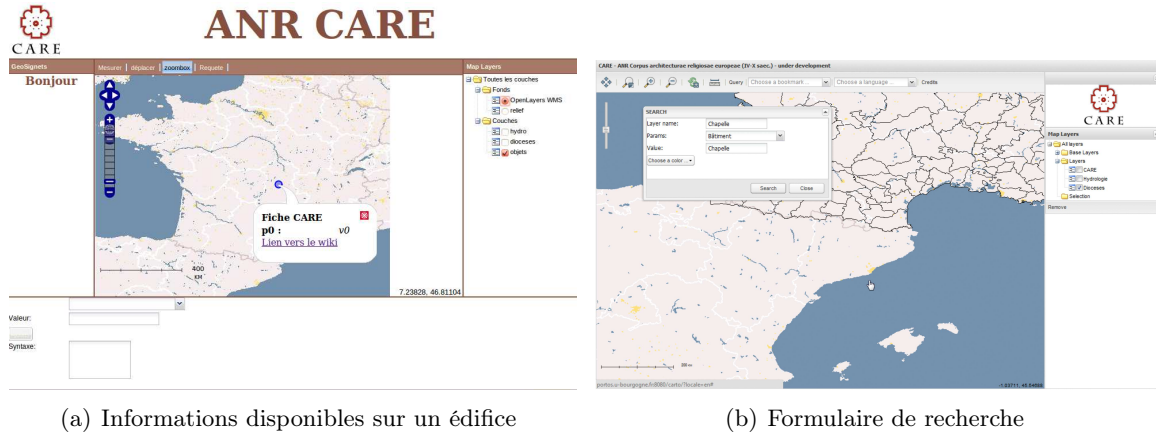 ANR CARE
CARE
GeoSignets
Bonjour
Mesurer | déplacer | zoombox | Requete |
Map Layers
Toutes les couches
Fonds
OpenLayers WMS
relief
Couches
hydro
dioceses
objets
Fiche CARE
p0 : v0
Lien vers le wiki
400
KM
7.23828, 46.81104
Valeur:
Syntaxe:
(a) Informations disponibles sur un édifice
CARE - ANR Corpus architecturae religiosae europeae (IV-X saec.) - under development
Query Choose a bookmart ... Choose a language ... Credits
SEARCH
Layer name: Chapelle
Params: Bâtiment
Value: Chapelle
Choose a color ...
Search Close
CARE
Map Layers
All layers
Base Layers
Layers
CARE
Hydrologie
Dioceses
Selection
Remove
(b) Formulaire de recherche